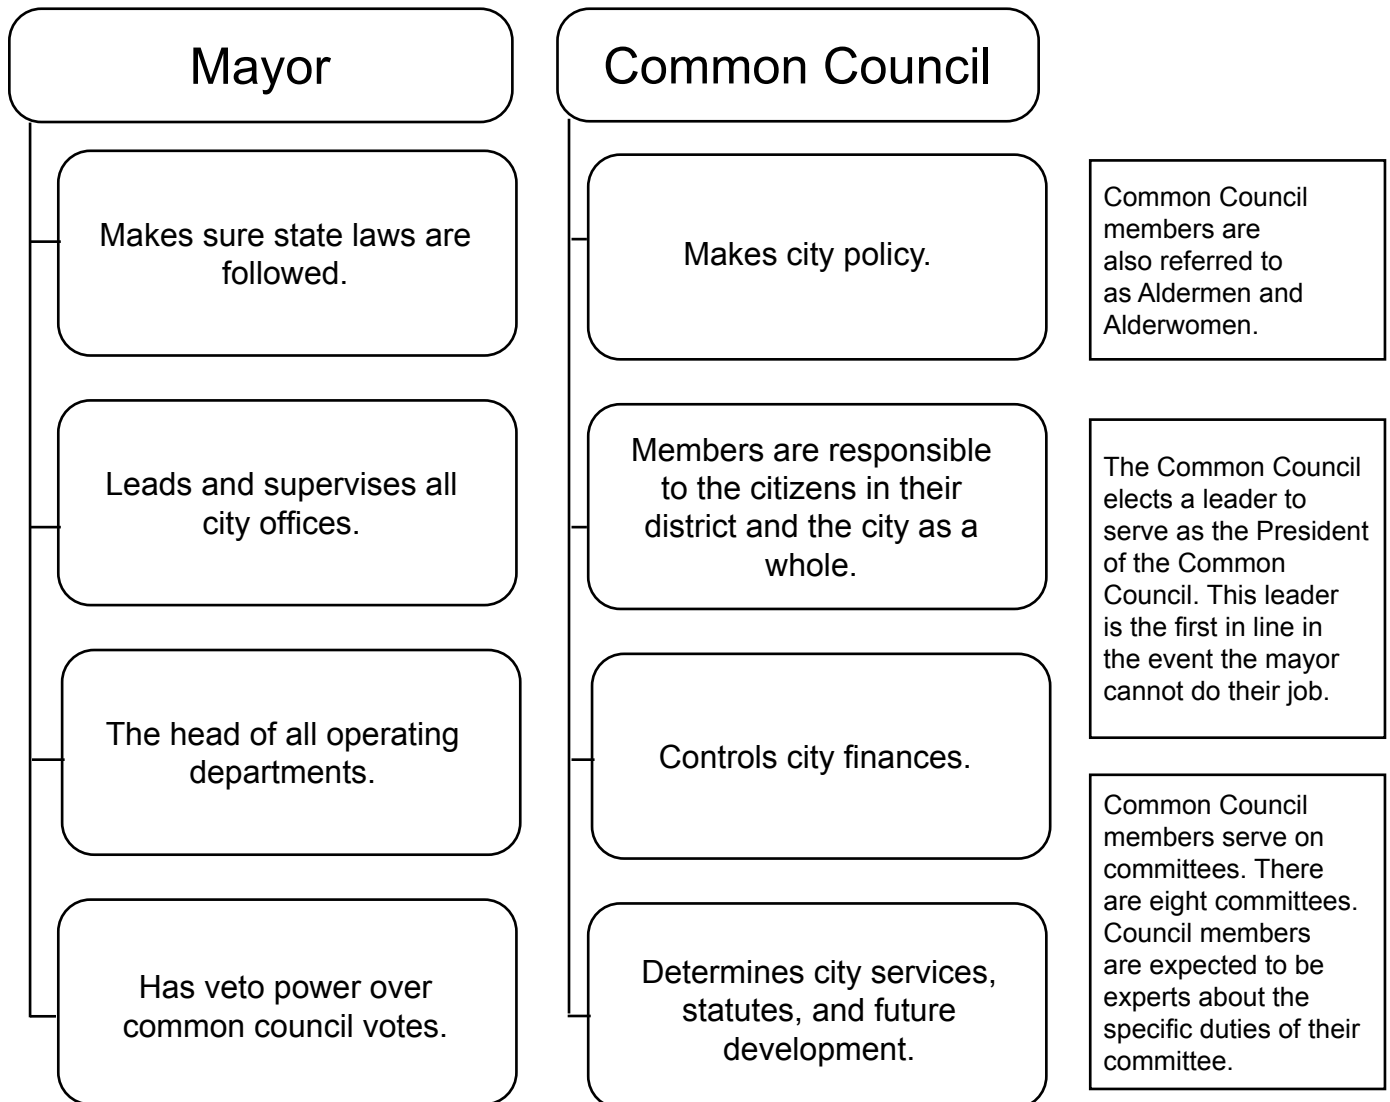 Mayor
Makes sure state laws are
followed.
Leads and supervises all
city offices.
The head of all operating
departments.
Has veto power over
common council votes.
Common Council
Makes city policy.
Members are responsible
to the citizens in their
district and the city as a
whole.
Controls city finances.
Determines city services,
statutes, and future
development.
Common Council
members are
also referred to
as Aldermen and
Alderwomen.
The Common Council
elects a leader to
serve as the President
of the Common
Council. This leader
is the first in line in
the event the mayor
cannot do their job.
Common Council
members serve on
committees. There
are eight committees.
Council members
are expected to be
experts about the
specific duties of their
committee.